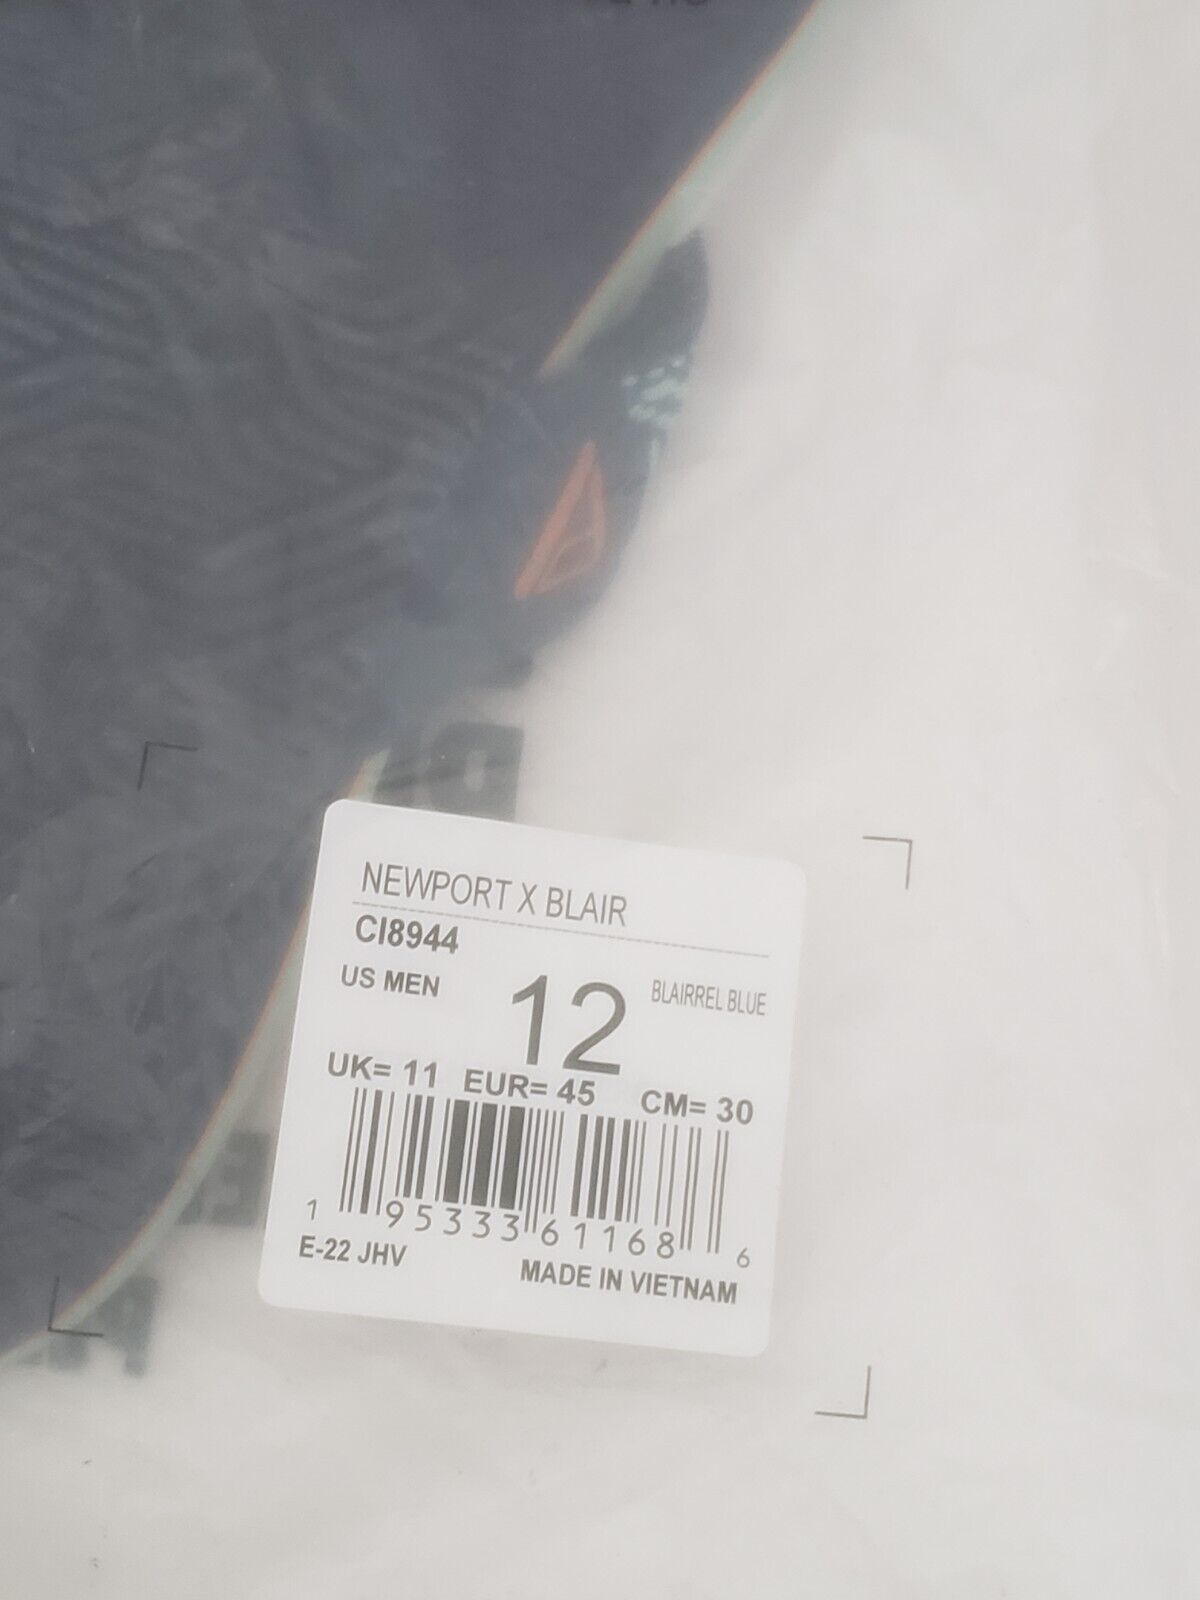 NEWPORT X BLAIR
CI8944
US MEN 12 BLAIRREL BLUE
UK= 11 EUR= 45 CM= 30
1 95333 61168 6
E-22 JHV MADE IN VIETNAM